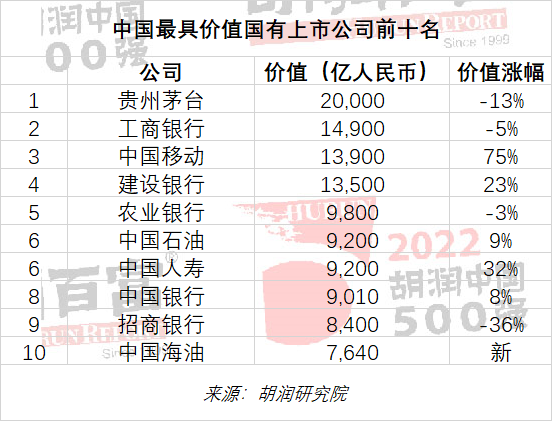 中国最具价值国有上市公司前十名
公司 价值（亿人民币） 价值涨幅
1 贵州茅台 20,000 -13%
2 工商银行 14,900 -5%
3 中国移动 13,900 75%
4 建设银行 13,500 23%
5 农业银行 9,800 -3%
6 中国石油 9,200 9%
6 中国人寿 9,200 32%
8 中国银行 9,010 8%
9 招商银行 8,400 -36%
10 中国海油 7,640 新
来源：胡润研究院
润中国
00强
REPORT
Since 1999
HURUN
百富®
RUN REPORT
2022
胡润中国
500强